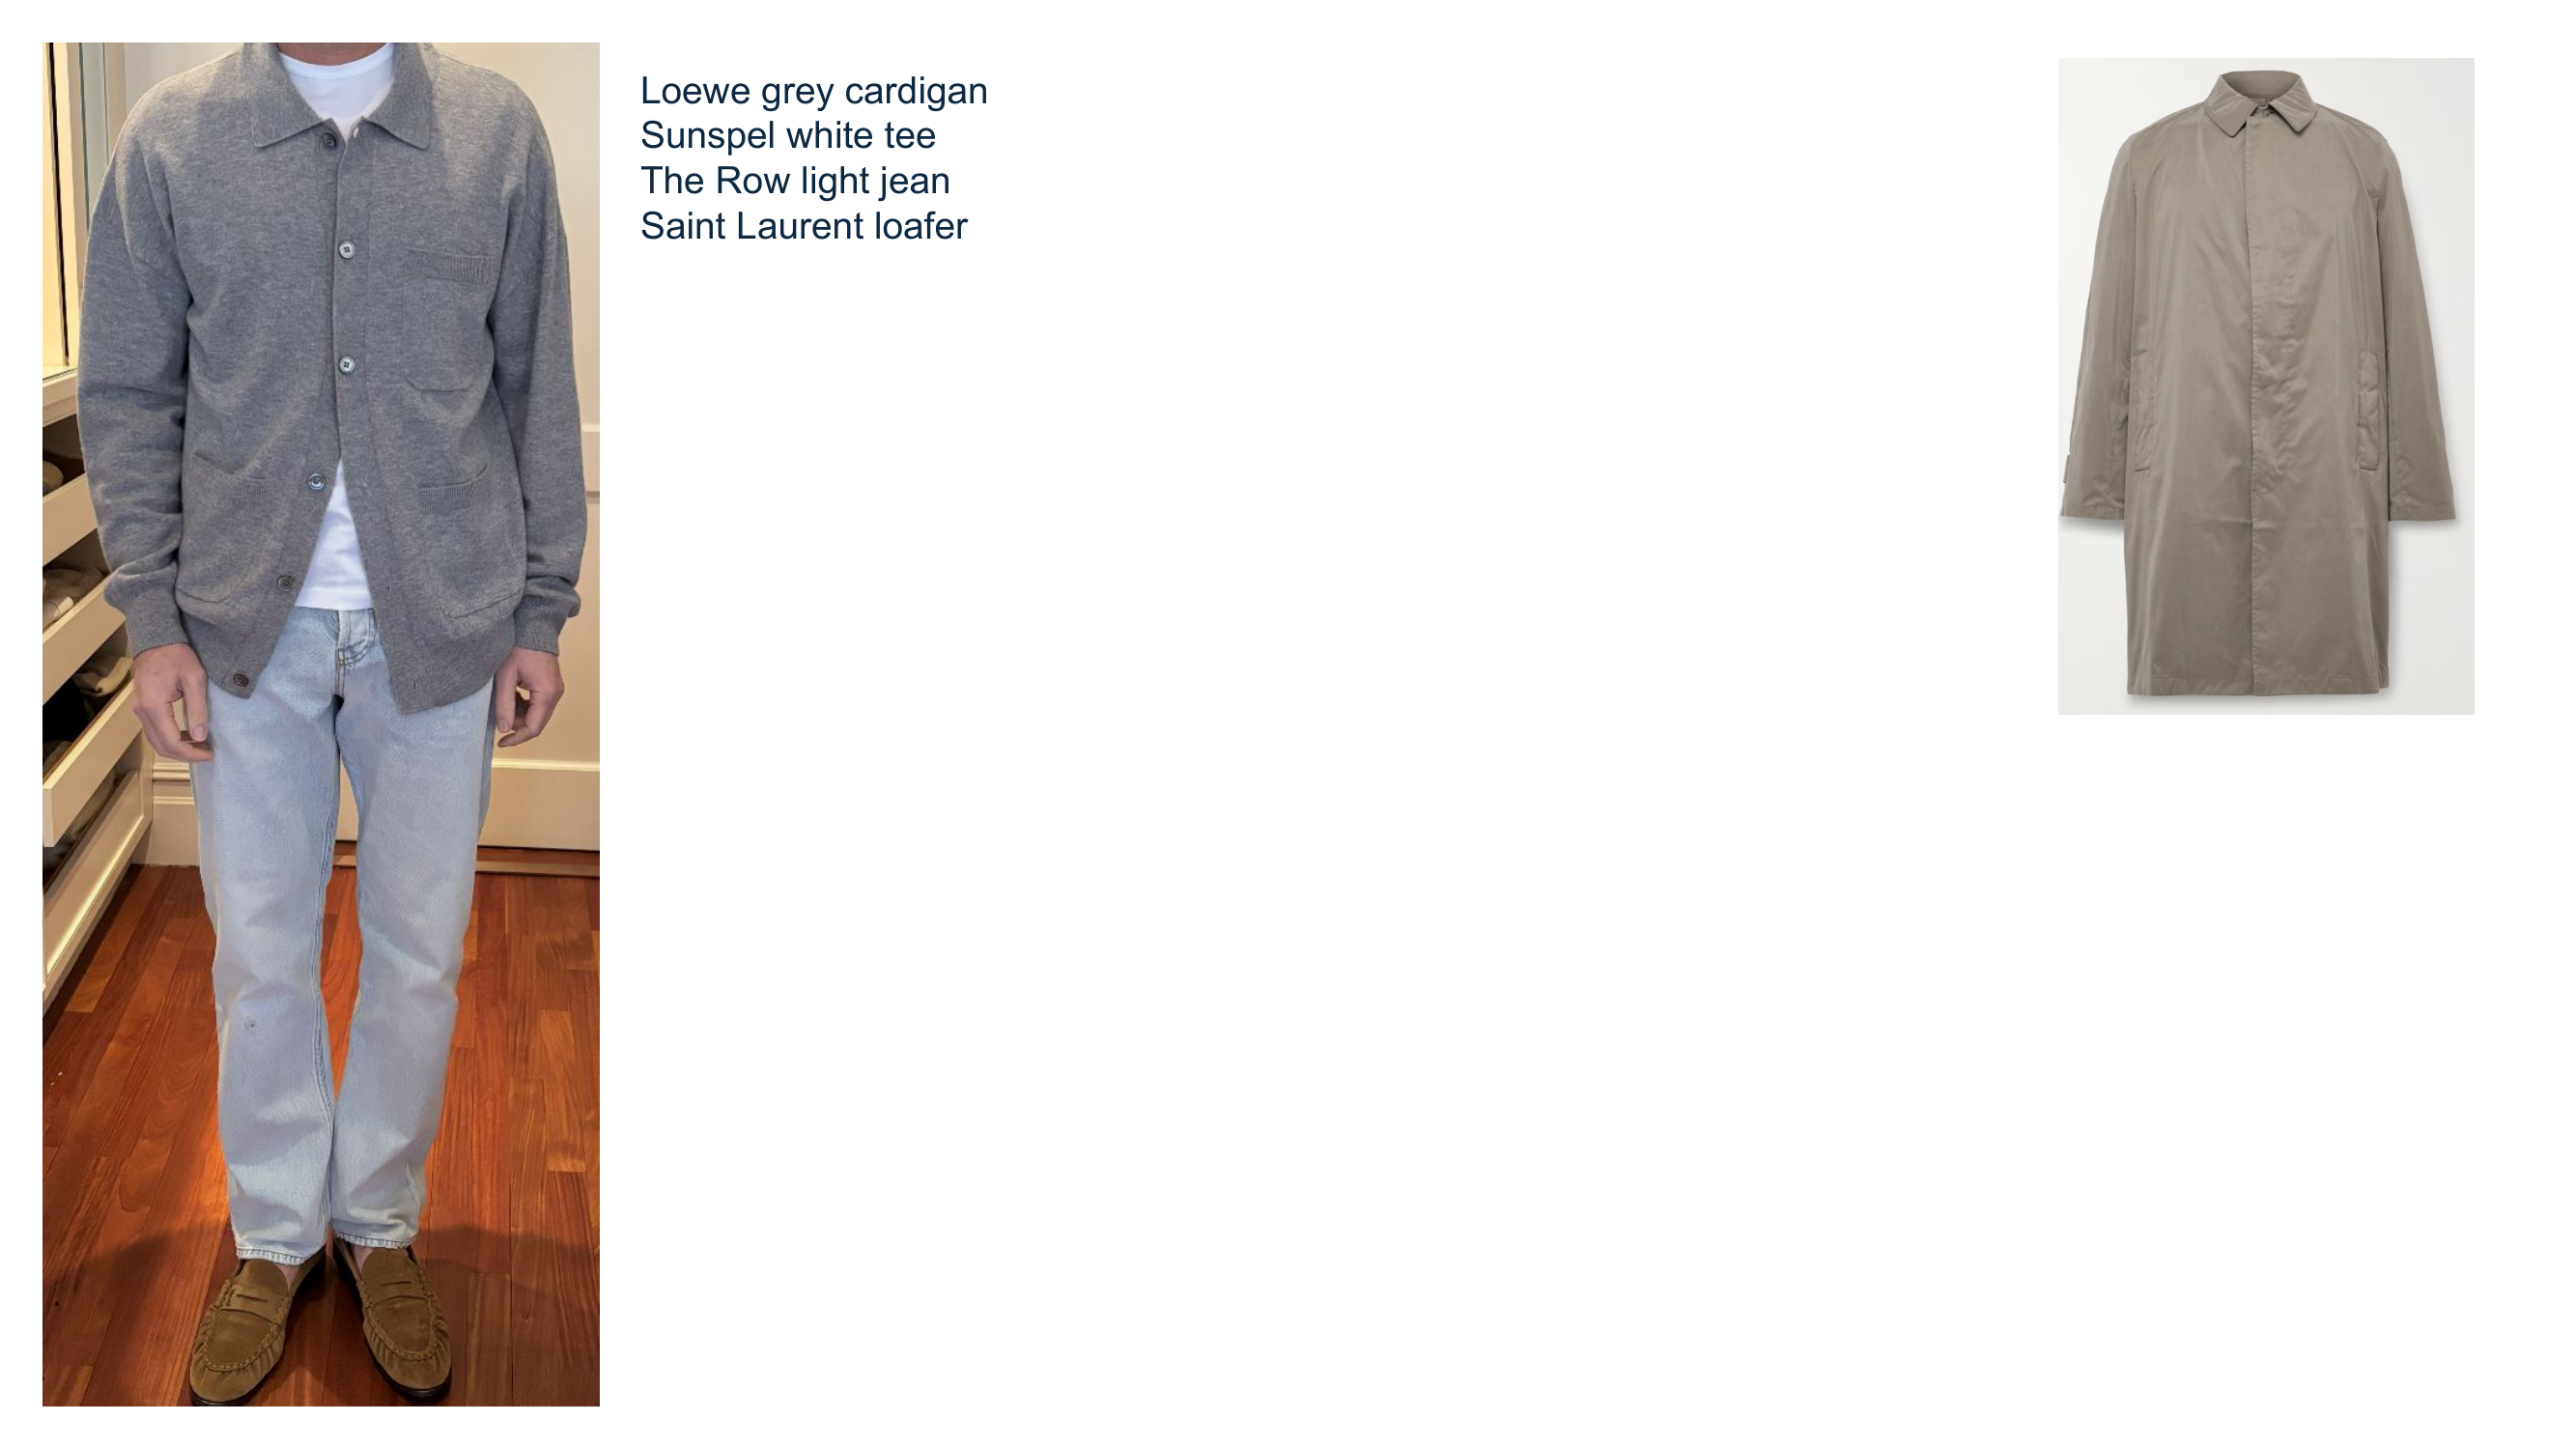 Loewe grey cardigan
Sunspel white tee
The Row light jean
Saint Laurent loafer